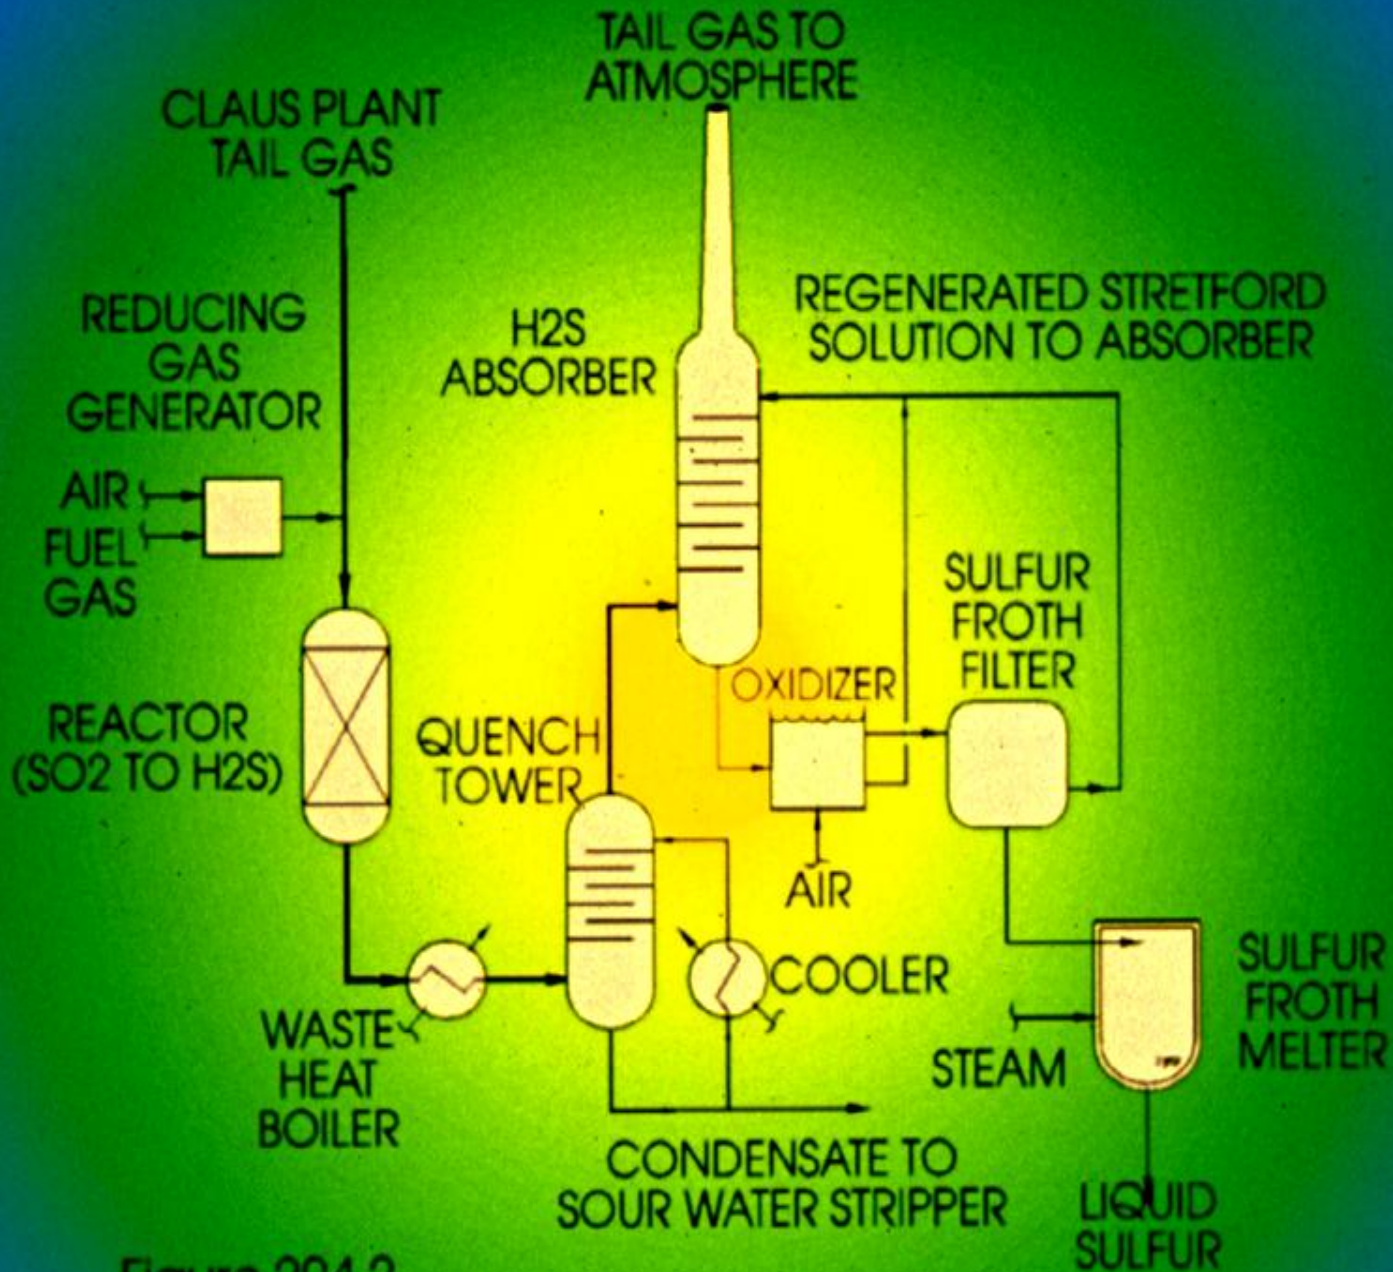 TAIL GAS TO
ATMOSPHERE
CLAUS PLANT
TAIL GAS
REDUCING
GAS
GENERATOR
H2S
ABSORBER
REGENERATED STRETFORD
SOLUTION TO ABSORBER
AIR
FUEL
GAS
SULFUR
FROTH
FILTER
OXIDIZER
REACTOR
(SO2 TO H2S)
QUENCH
TOWER
AIR
COOLER
WASTE
HEAT
BOILER
STEAM
SULFUR
FROTH
MELTER
CONDENSATE TO
SOUR WATER STRIPPER
LIQUID
SULFUR
Figure